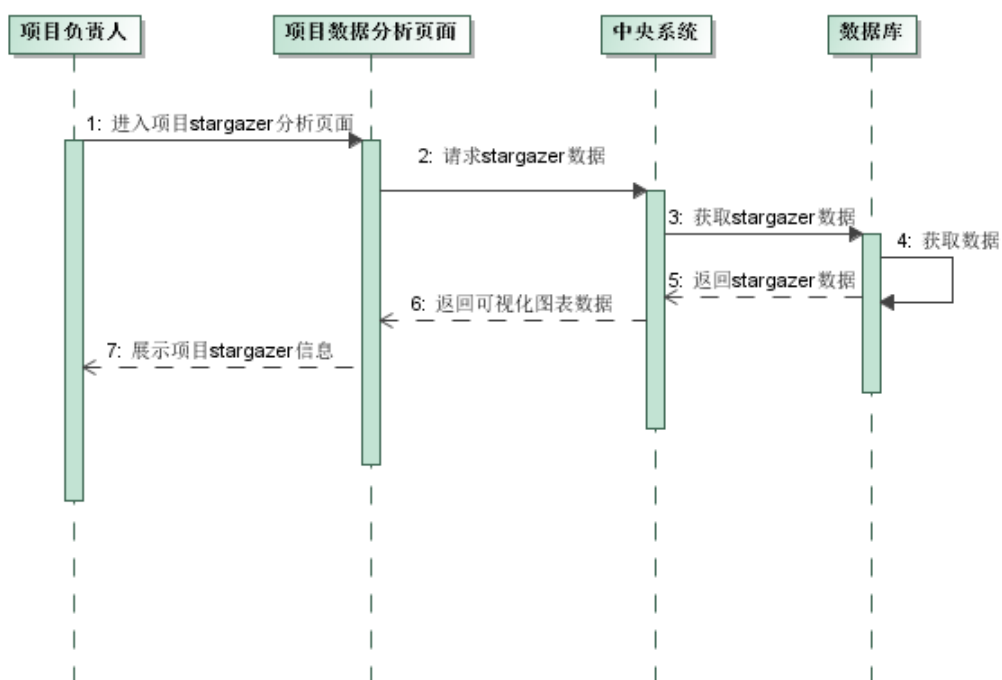 项目负责人
项目数据分析页面
中央系统
数据库
1: 进入项目stargazer分析页面
2: 请求stargazer数据
3: 获取stargazer数据
4: 获取数据
5: 返回stargazer数据
6: 返回可视化图表数据
7: 展示项目stargazer信息